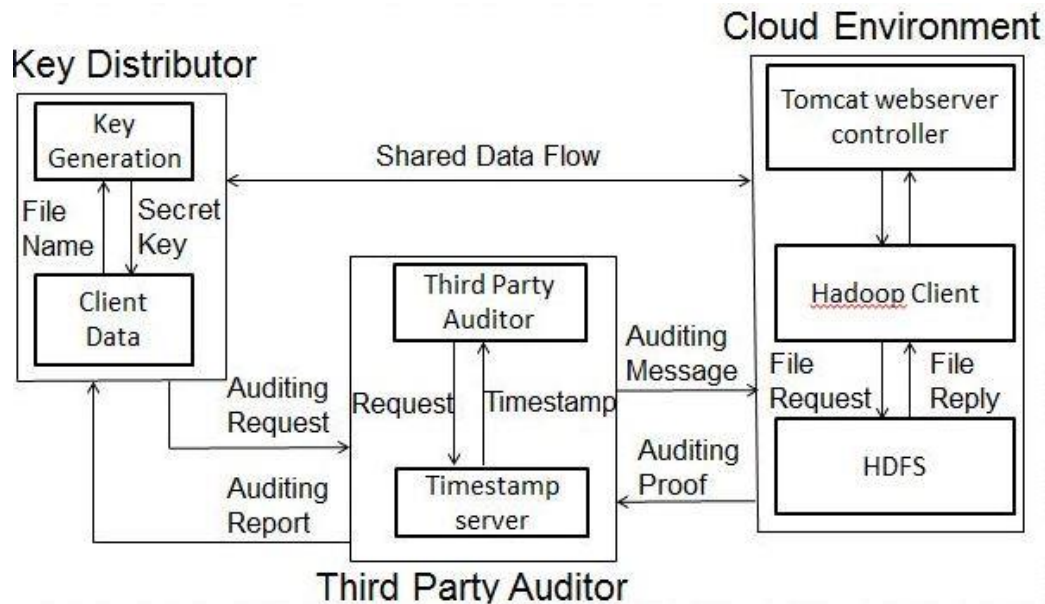 Cloud Environment
Key Distributor
Key
Generation
File
Name
Secret
Key
Client
Data
Shared Data Flow
Tomcat webserver
controller
Hadoop Client
File
Request
File
Reply
HDFS
Third Party
Auditor
Request
Timestamp
Timestamp
server
Auditing
Request
Auditing
Report
Auditing
Message
Auditing
Proof
Third Party Auditor